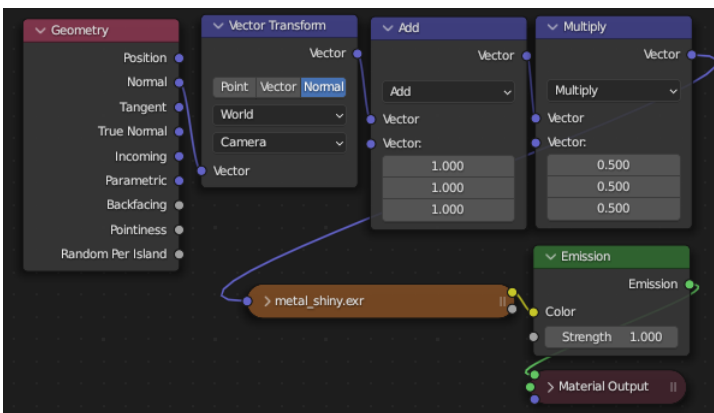 Geometry
Position
Normal
Tangent
True Normal
Incoming
Parametric
Backfacing
Pointiness
Random Per Island
Vector Transform
Vector
Point Vector Normal
World
Camera
Vector
Add
Vector
Add
Vector
Vector:
1.000
1.000
1.000
Multiply
Vector
Multiply
Vector
Vector:
0.500
0.500
0.500
metal_shiny.exr
Emission
Emission
Color
Strength 1.000
Material Output